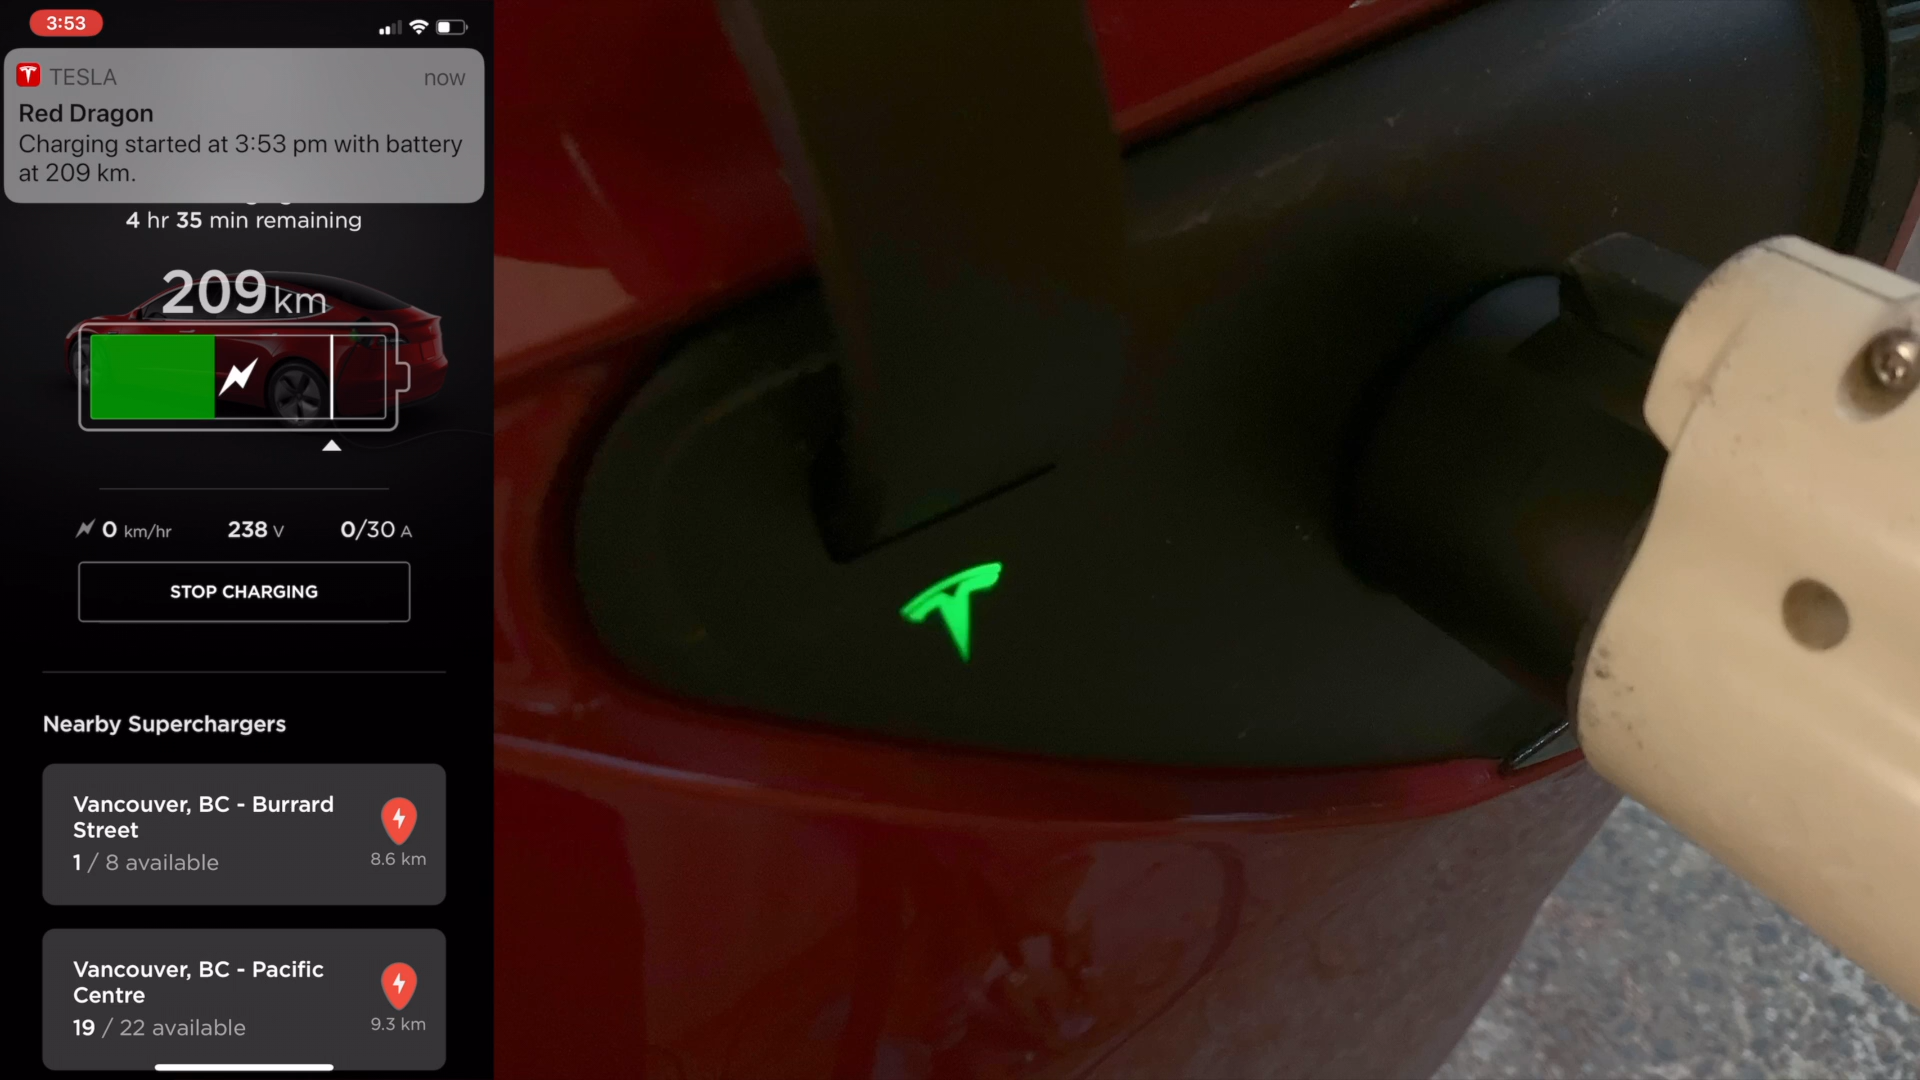 3:53
TESLA now
Red Dragon
Charging started at 3:53 pm with battery
at 209 km.
4 hr 35 min remaining
209 km
0 km/hr 238 V 0/30 A
STOP CHARGING
Nearby Superchargers
Vancouver, BC - Burrard
Street
1 / 8 available
8.6 km
Vancouver, BC - Pacific
Centre
19 / 22 available
9.3 km